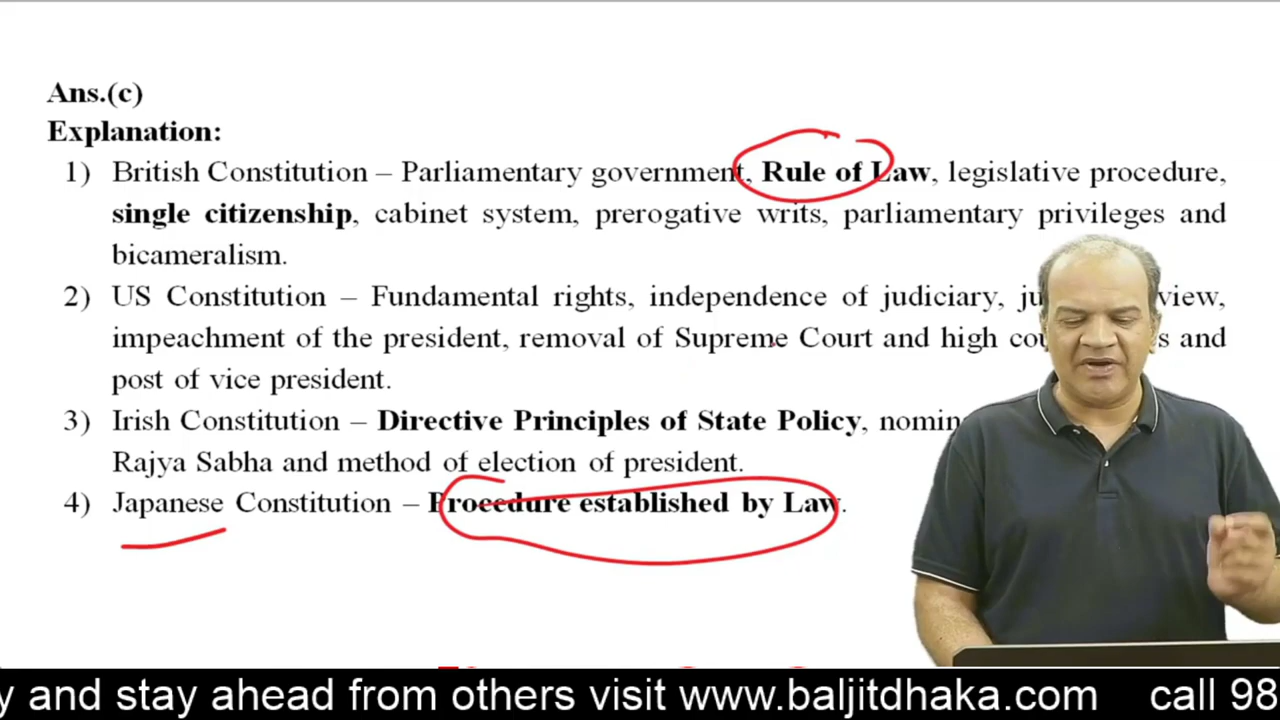 Ans.(c)
Explanation:
1) British Constitution – Parliamentary government, Rule of Law, legislative procedure,
single citizenship, cabinet system, prerogative writs, parliamentary privileges and
bicameralism.
2) US Constitution – Fundamental rights, independence of judiciary,
impeachment of the president, removal of Supreme Court and high and
post of vice president.
3) Irish Constitution – Directive Principles of State Policy,
Rajya Sabha and method of election of president.
4) Japanese Constitution – Procedure established by Law.
and stay ahead from others visit www.baljitdhaka.com call 98